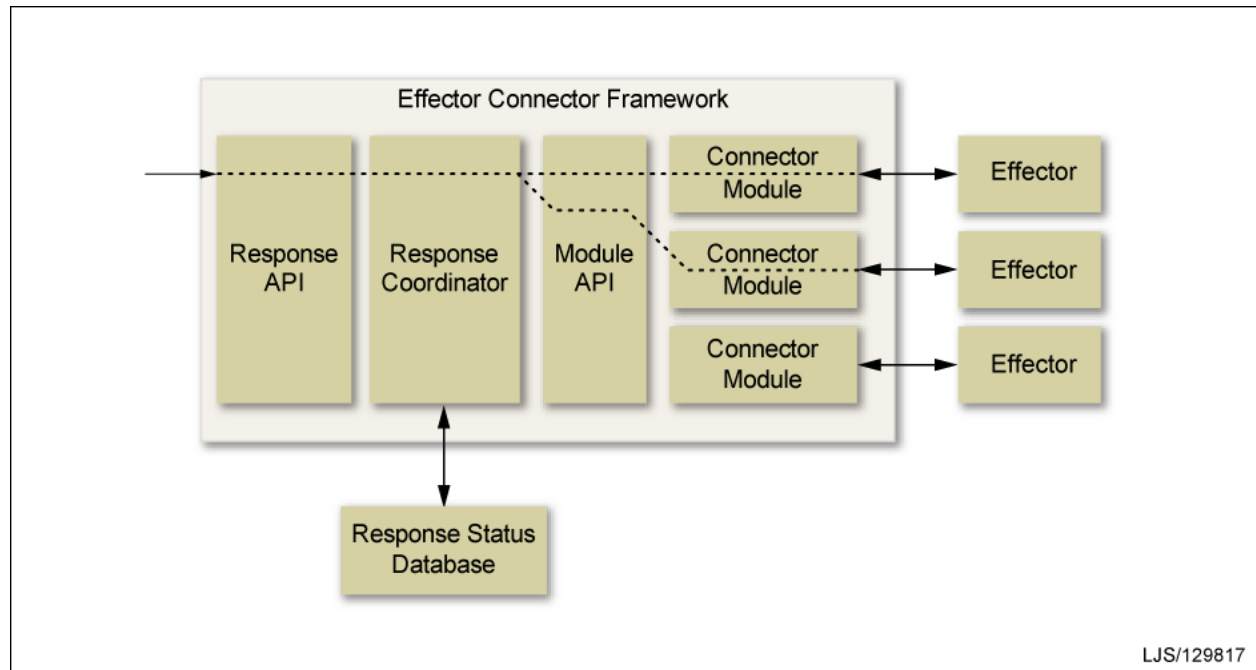 Effector Connector Framework
Response
API
Response
Coordinator
Module
API
Connector
Module
Connector
Module
Connector
Module
Effector
Effector
Effector
Response Status
Database
LJS/129817